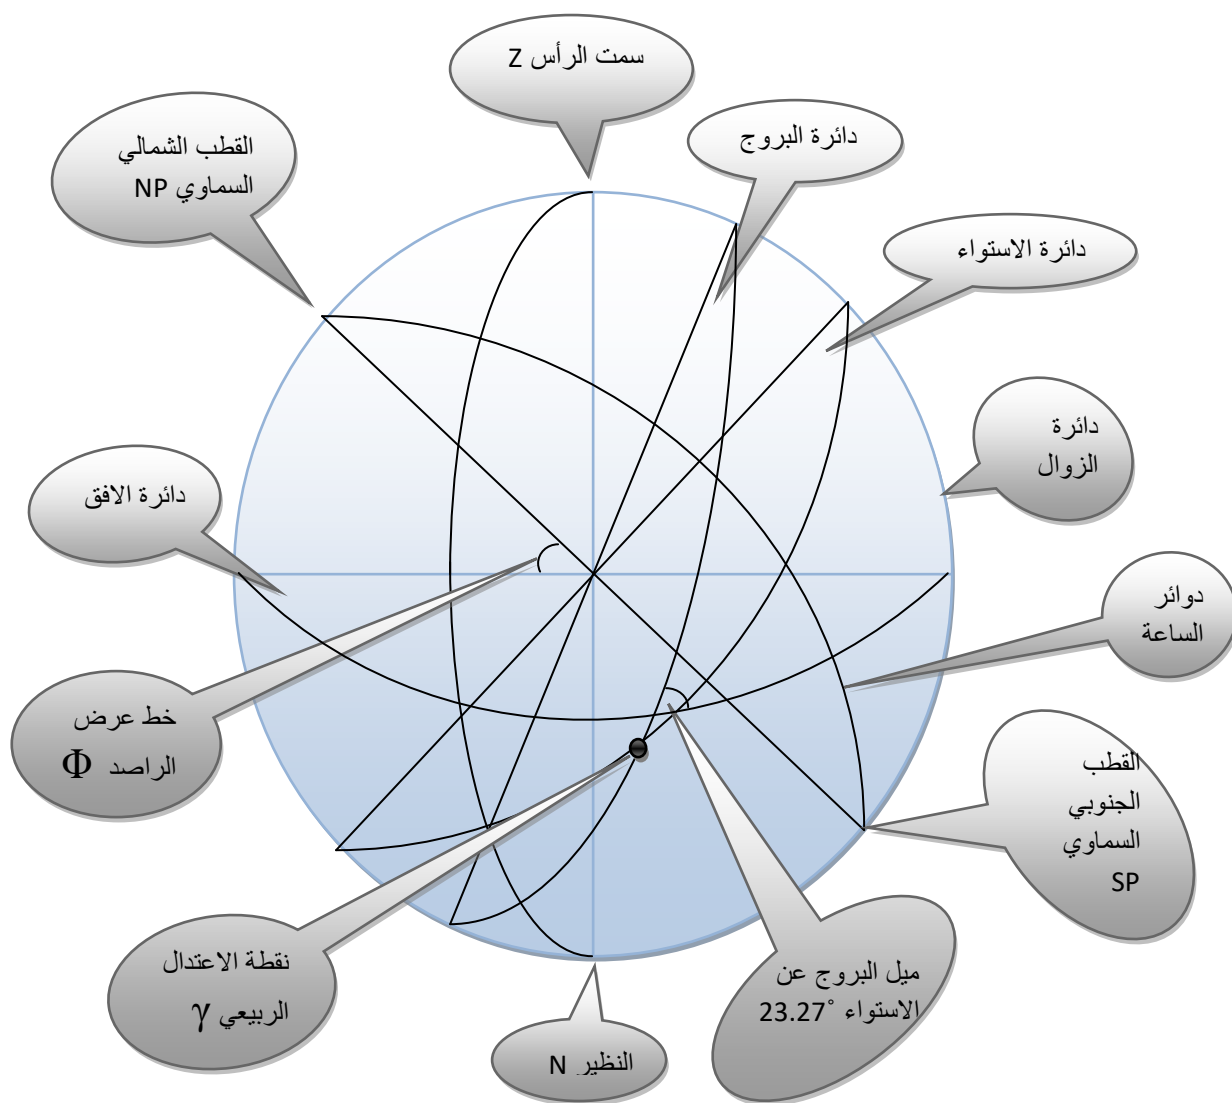 سمت الرأس Z
دائرة البروج
القطب الشمالي
السماوي NP
دائرة الاستواء
دائرة
الزوال
دائرة الافق
دوائر
الساعة
خط عرض
الراصد Φ
القطب
الجنوبي
السماوي
SP
نقطة الاعتدال
الربيعي γ
ميل البروج عن
الاستواء 23.27˚
النظير N